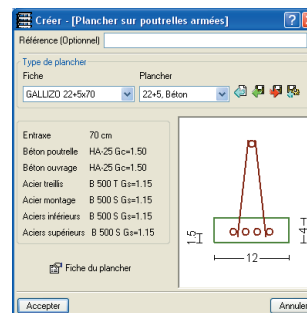 Créer - [Plancher sur poutrelles armées]
Référence (Optionnel)
Type de plancher
Fiche Plancher
GALLIZO 22+5x70 22+5, Béton
Entraxe 70 cm
Béton poutrelle HA-25 Gc=1.50
Béton ouvrage HA-25 Gc=1.50
Acier treillis B 500 T Gs=1.15
Acier montage B 500 S Gs=1.15
Aciers inférieurs B 500 S Gs=1.15
Aciers supérieurs B 500 S Gs=1.15
1.5
4
12
Fiche du plancher
Accepter Annuler